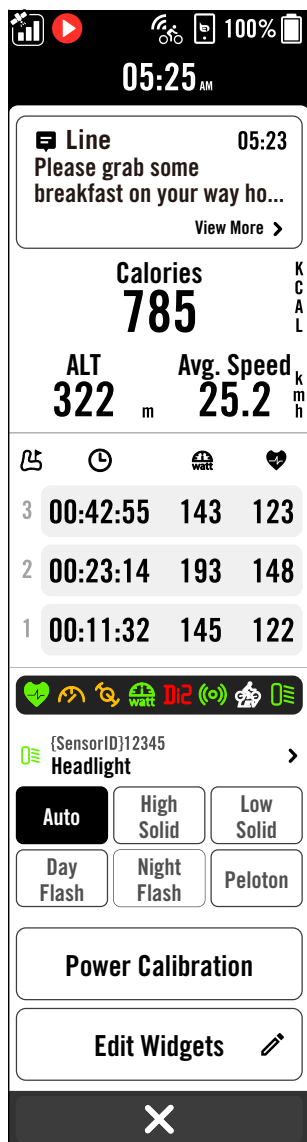 100%
05:25 AM
Line 05:23
Please grab some
breakfast on your way ho...
View More
Calories
785 KCAL
ALT Avg. Speed
322 m 25.2 kmh
watt
3 00:42:55 143 123
2 00:23:14 193 148
1 00:11:32 145 122
watt Di2
{SensorID}12345
Headlight
Auto High Solid Low Solid
Day Flash Night Flash Peloton
Power Calibration
Edit Widgets